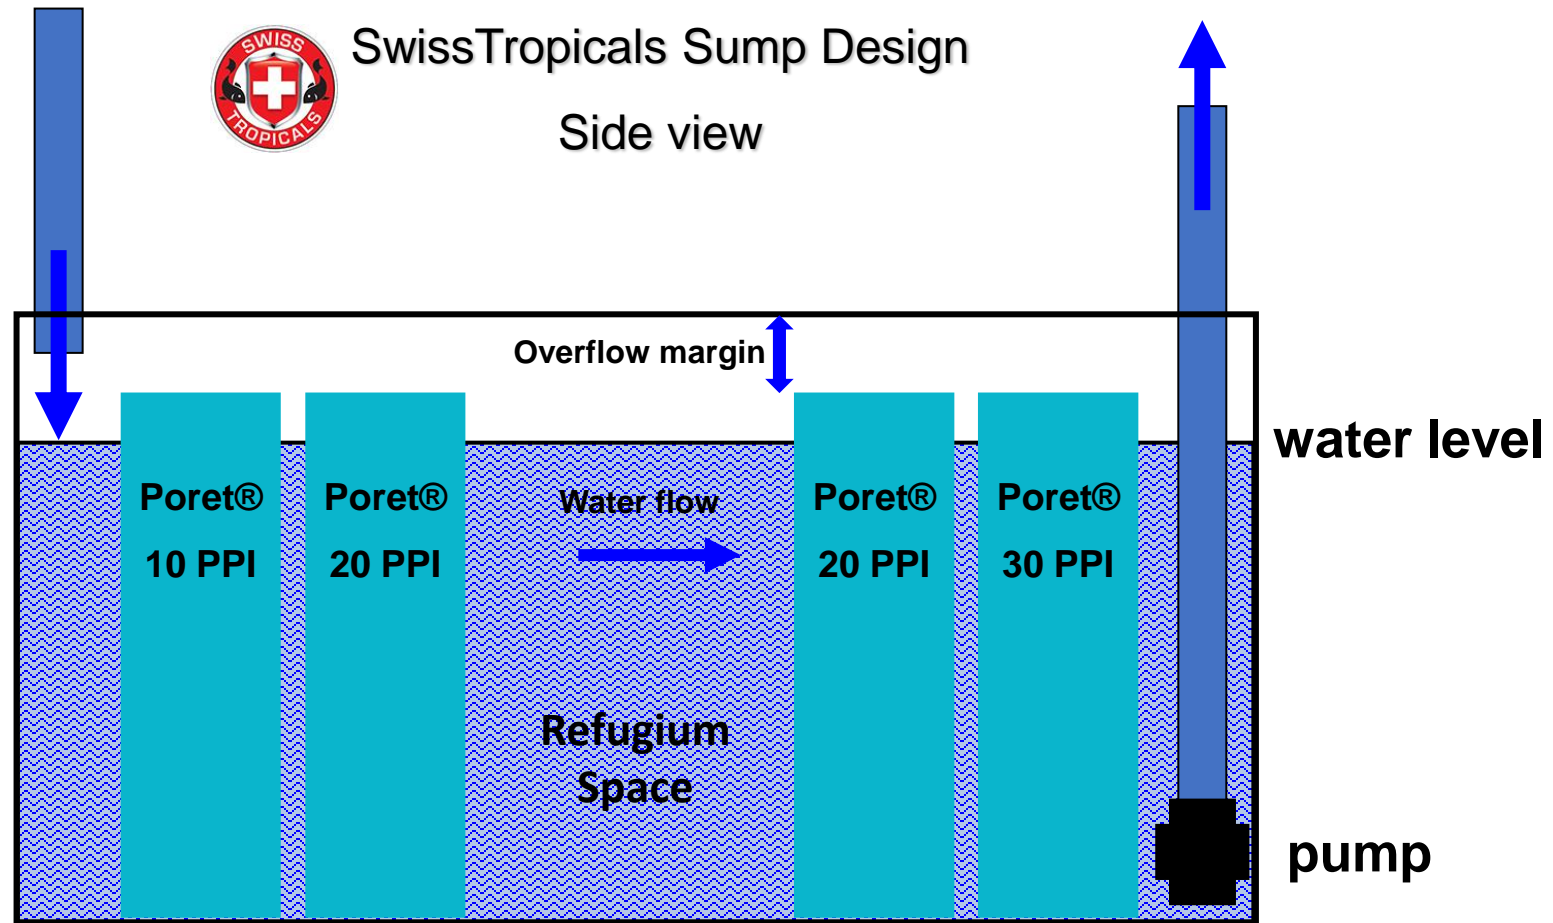 SWISS
TROPICALS
SwissTropicals Sump Design
Side view
Overflow margin
water level
Poret®
10 PPI
Poret®
20 PPI
Water flow
Poret®
20 PPI
Poret®
30 PPI
Refugium
Space
pump